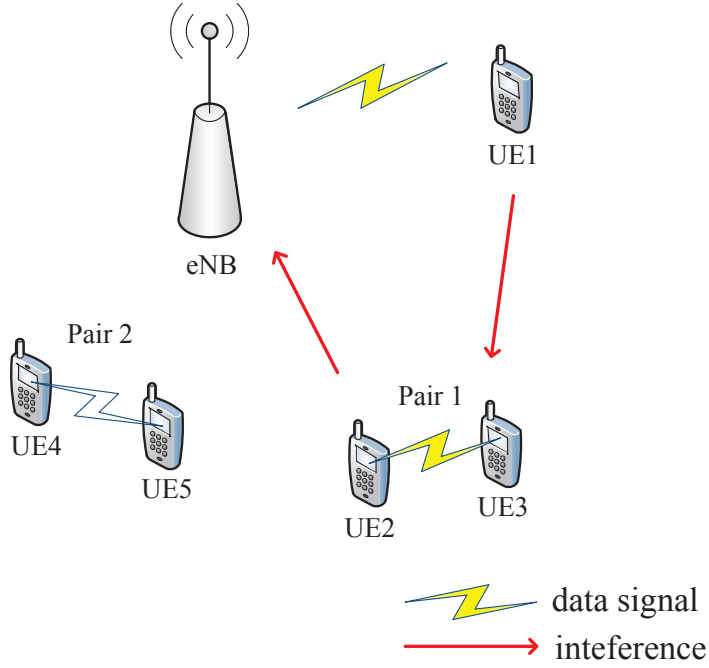 UE1
eNB
Pair 2
Pair 1
UE4
UE5
UE2
UE3
data signal
inteference